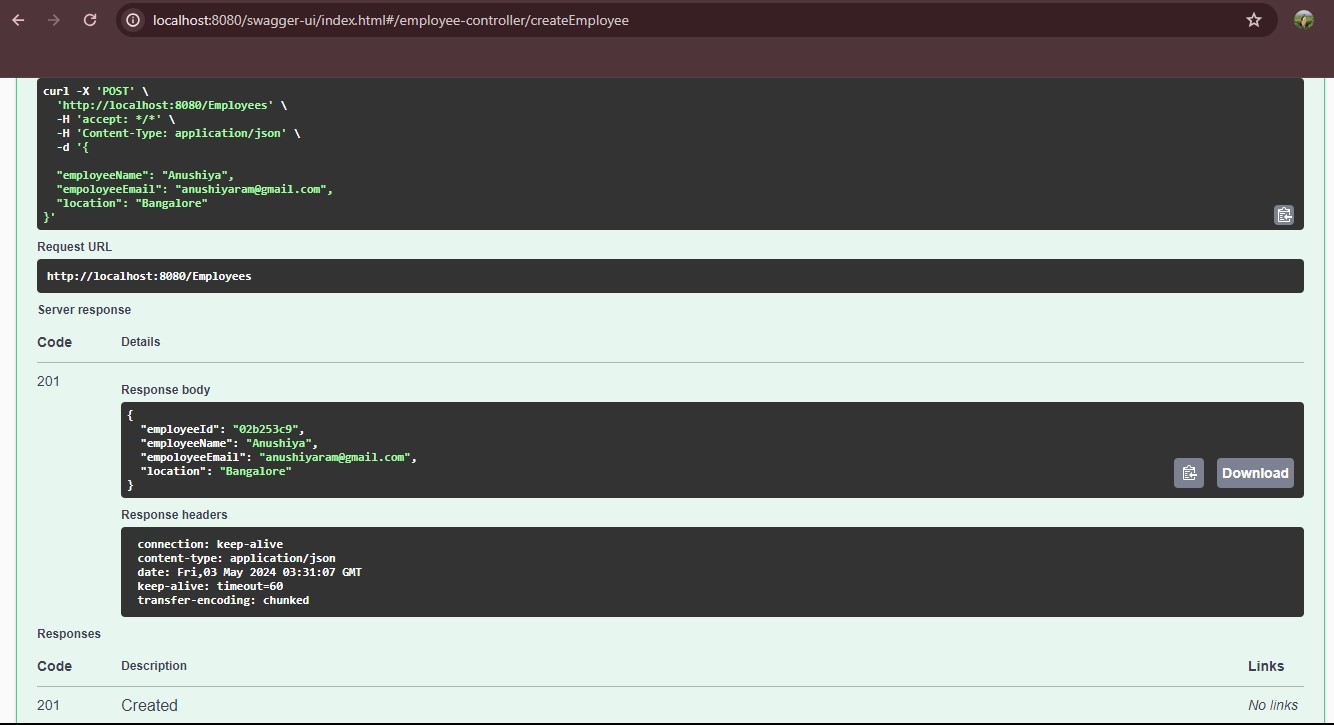 localhost:8080/swagger-ui/index.html#/employee-controller/createEmployee
curl -X 'POST' \
  'http://localhost:8080/Employees' \
  -H 'accept: */*' \
  -H 'Content-Type: application/json' \
  -d '{
  "employeeName": "Anushiya",
  "empoloyeeEmail": "anushiyaram@gmail.com",
  "location": "Bangalore"
}'
Request URL
http://localhost:8080/Employees
Server response
Code Details
201
Response body
{
  "employeeId": "02b253c9",
  "employeeName": "Anushiya",
  "empoloyeeEmail": "anushiyaram@gmail.com",
  "location": "Bangalore"
}
Download
Response headers
connection: keep-alive
content-type: application/json
date: Fri,03 May 2024 03:31:07 GMT
keep-alive: timeout=60
transfer-encoding: chunked
Responses
Code Description Links
201 Created No links